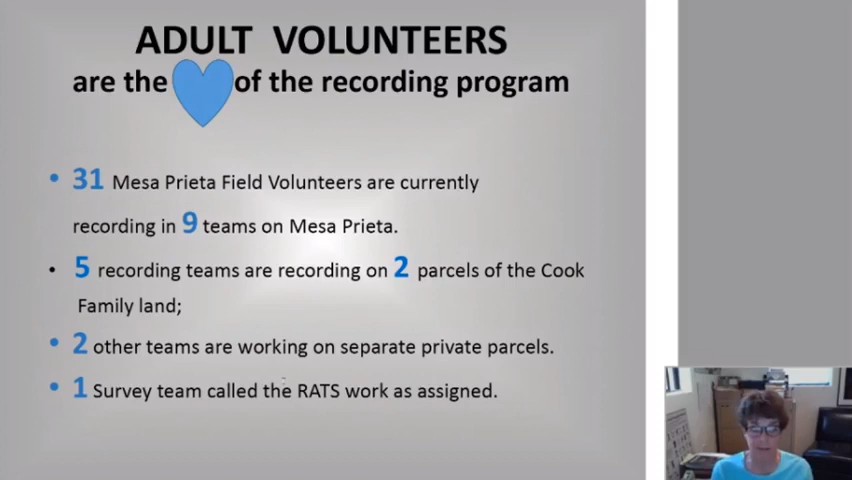 ADULT VOLUNTEERS
are the of the recording program
• 31 Mesa Prieta Field Volunteers are currently
recording in 9 teams on Mesa Prieta.
• 5 recording teams are recording on 2 parcels of the Cook
Family land;
• 2 other teams are working on separate private parcels.
• 1 Survey team called the RATS work as assigned.